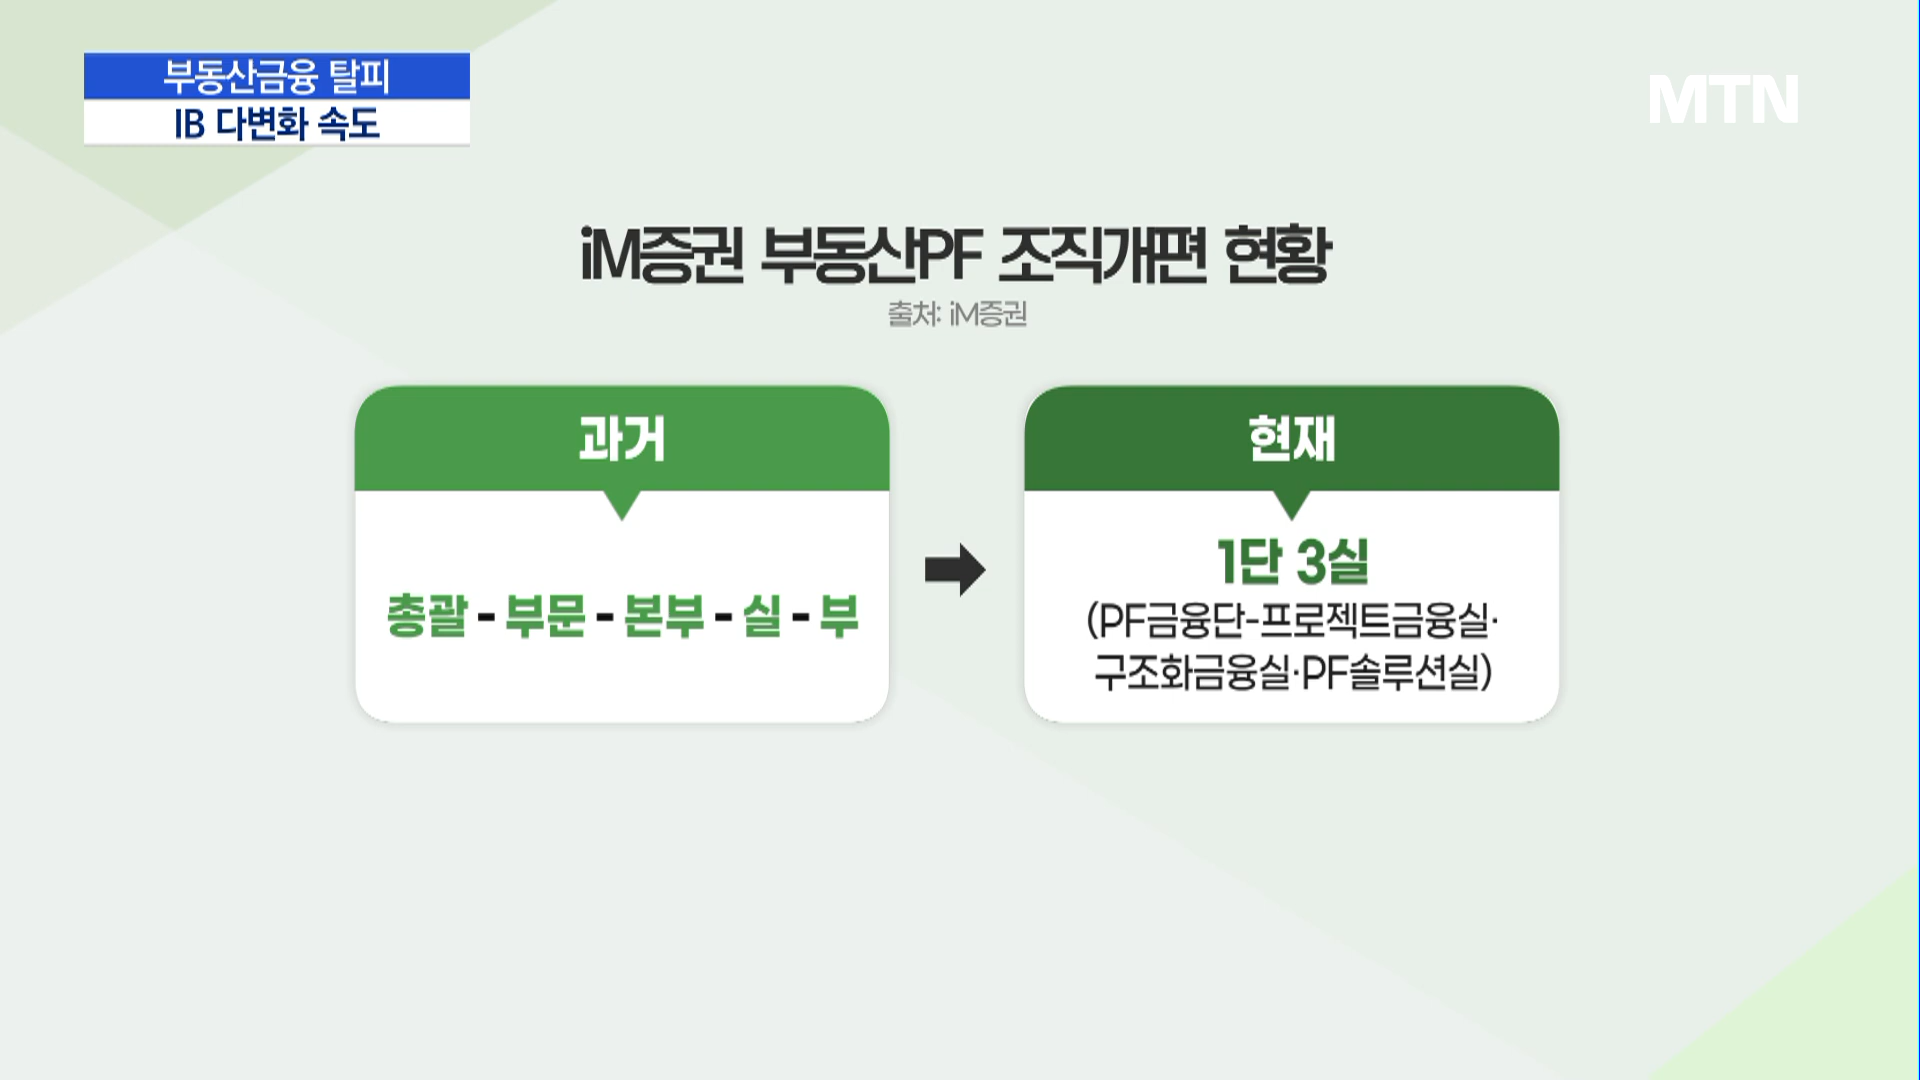 부동산금융 탈피
IB 다변화 속도
MTN
iM증권 부동산PF 조직개편 현황
출처: iM증권
과거
총괄 - 부문 - 본부 - 실 - 부
현재
1단 3실
(PF금융단-프로젝트금융실·
구조화금융실·PF솔루션실)